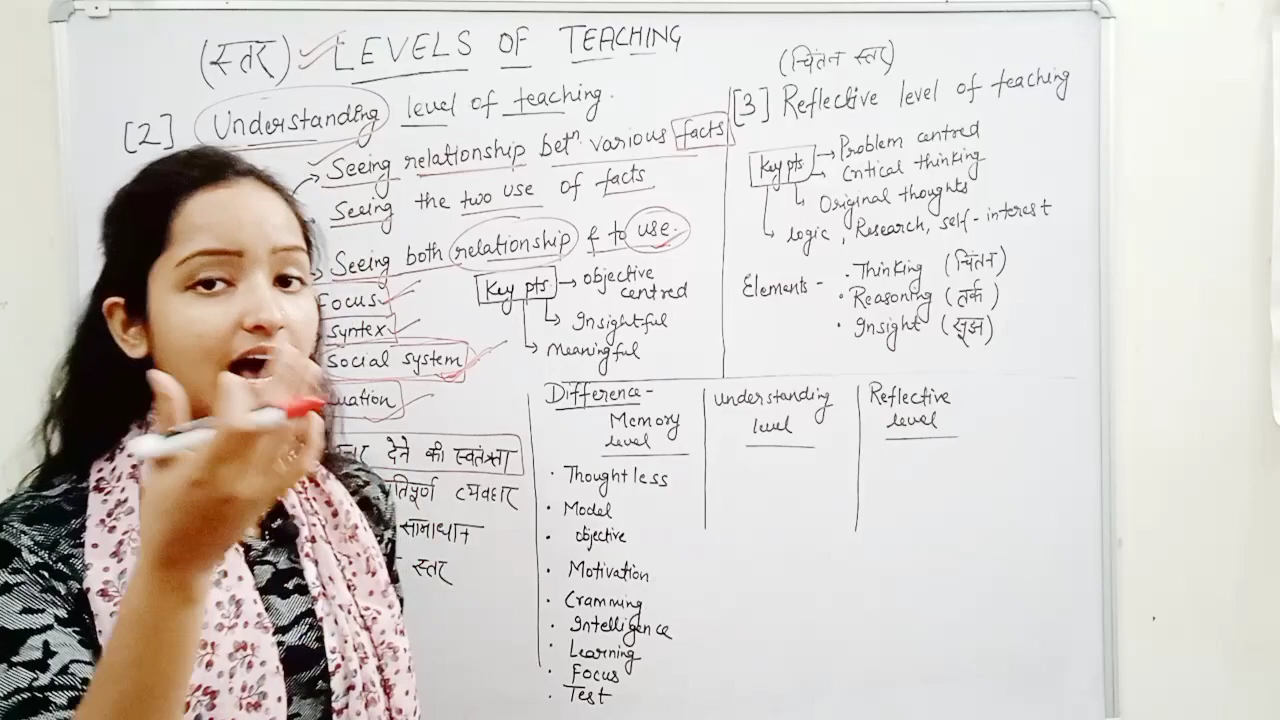 (स्तर) LEVELS OF TEACHING
[2] Understanding level of teaching.
Seeing relationship betⁿ various facts
Seeing the two use of facts
Seeing both relationship & to use.
Focus
Syntex
Social system
uation
Key pts
objective
centred
Insightful
Meaningful
देने की स्वतंत्रता
तिपूर्ण व्यवहार
सामाधान
स्तर
(चिंतन स्तर)
[3] Reflective level of teaching
Key pts
Problem centred
Critical thinking
Original thoughts
logic, Research, self-interest
Elements -
• Thinking (चिंतन)
• Reasoning (तर्क)
• Insight (सूझ)
Difference -
Memory
level
• Thoughtless
• Model
• objective
• Motivation
• Cramming
• Intelligence
• Learning
• Focus
• Test
understanding
level
Reflective
level